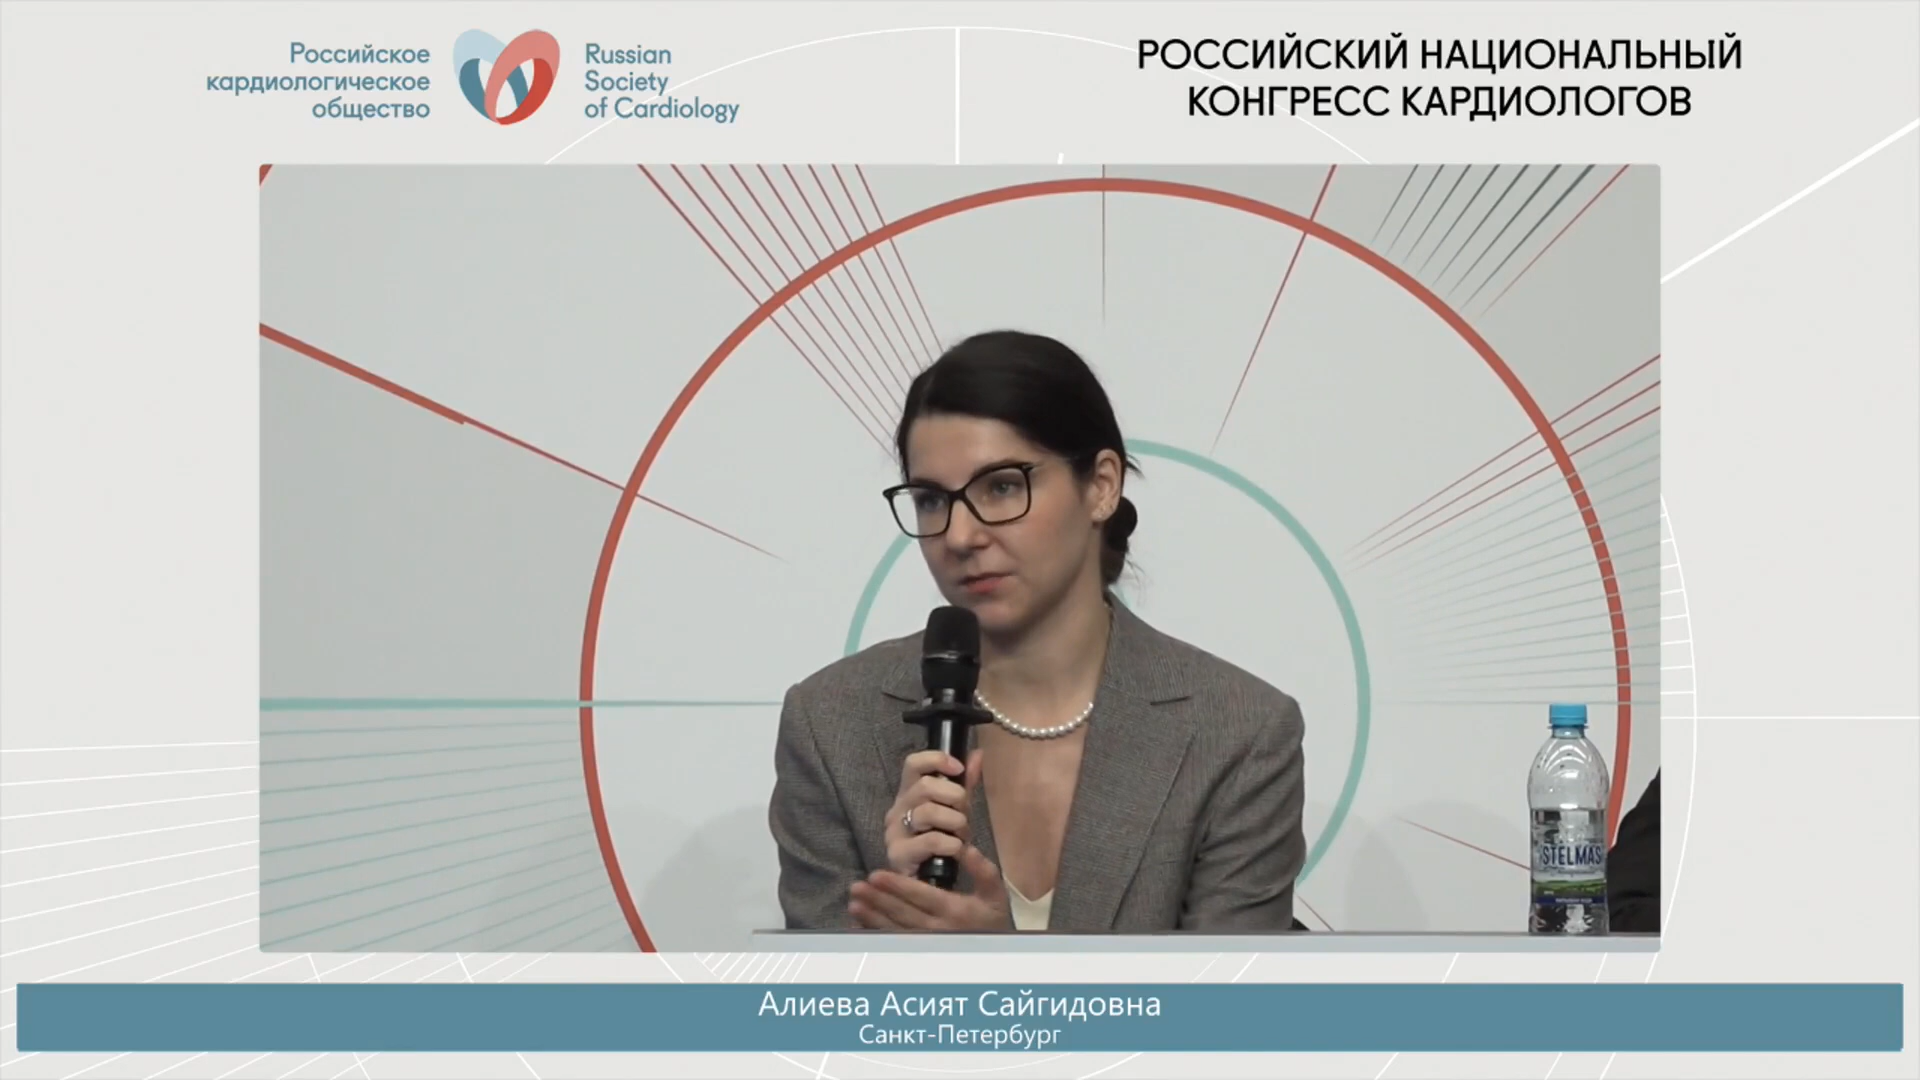 Российское
кардиологическое
общество
Russian
Society
of Cardiology
РОССИЙСКИЙ НАЦИОНАЛЬНЫЙ
КОНГРЕСС КАРДИОЛОГОВ
STELMAS
Алиева Асият Сайгидовна
Санкт-Петербург